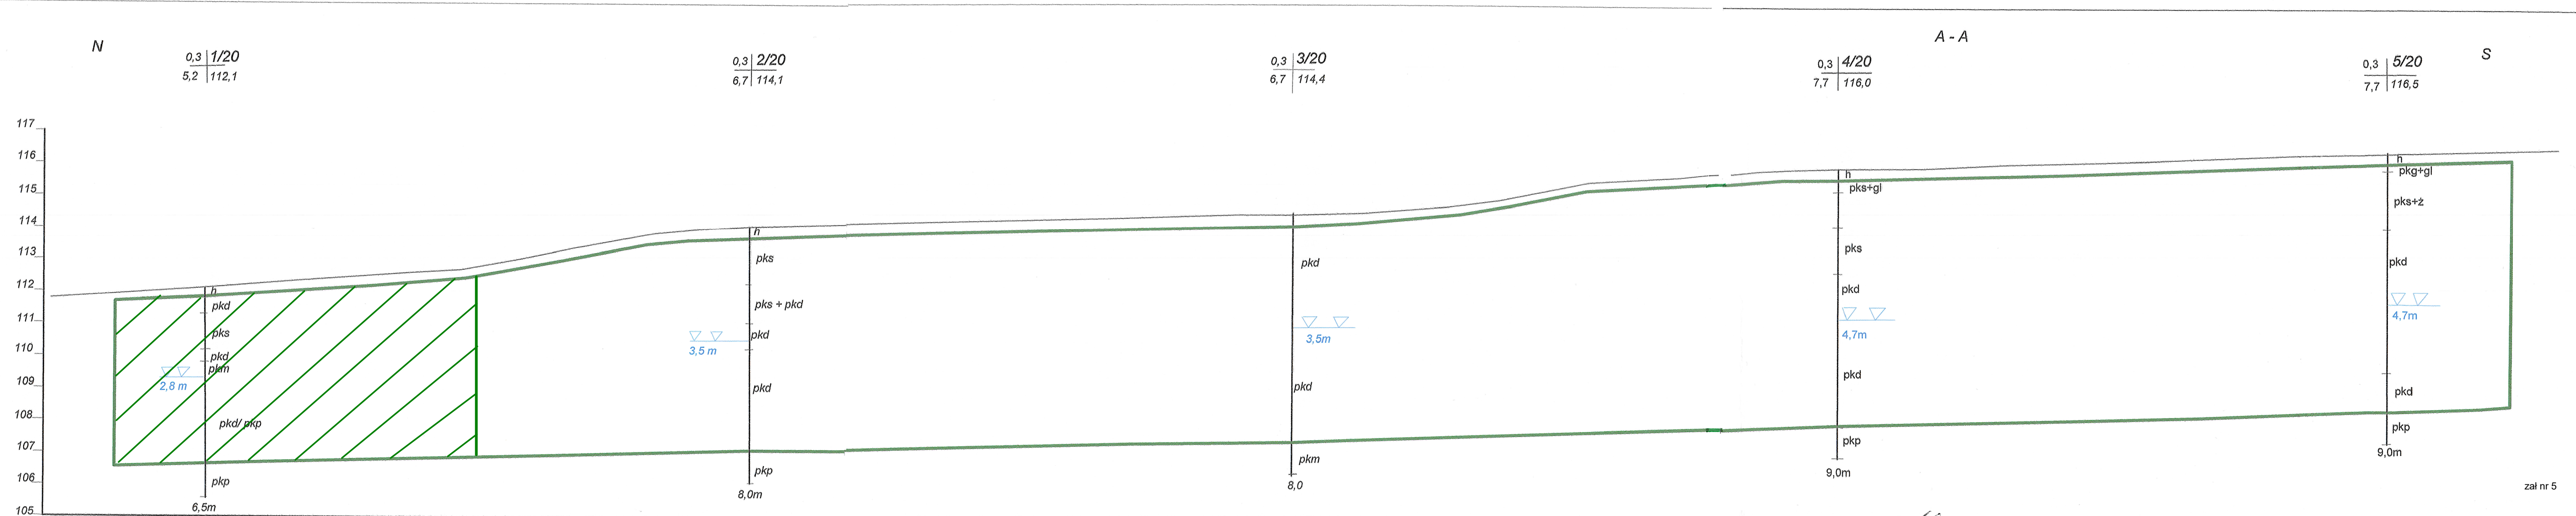 N
A - A
S
0,3 1/20
5,2 112,1
0,3 2/20
6,7 114,1
0,3 3/20
6,7 114,4
0,3 4/20
7,7 116,0
0,3 5/20
7,7 116,5
117
116
115
114
113
112
111
110
109
108
107
106
105
h
pkd
pks
pkd
pkm
2,8 m
pkd/ pkp
pkp
6,5m
h
pks
pks + pkd
pkd
3,5 m
pkd
pkp
8,0m
pkd
3,5m
pkd
pkm
8,0
h
pks+gl
pks
pkd
4,7m
pkd
pkp
9,0m
h
pkg+gl
pks+ż
pkd
4,7m
pkd
pkp
9,0m
zał nr 5